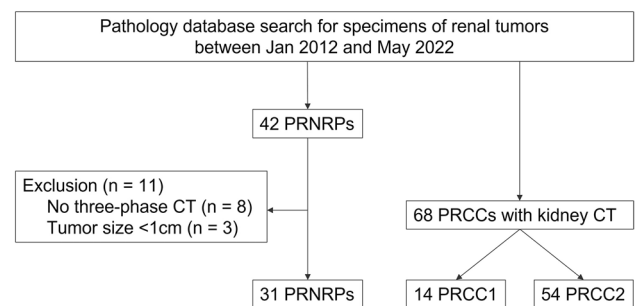 Pathology database search for specimens of renal tumors
between Jan 2012 and May 2022
42 PRNRPs
Exclusion (n = 11)
No three-phase CT (n = 8)
Tumor size <1cm (n = 3)
68 PRCCs with kidney CT
31 PRNRPs
14 PRCC1
54 PRCC2